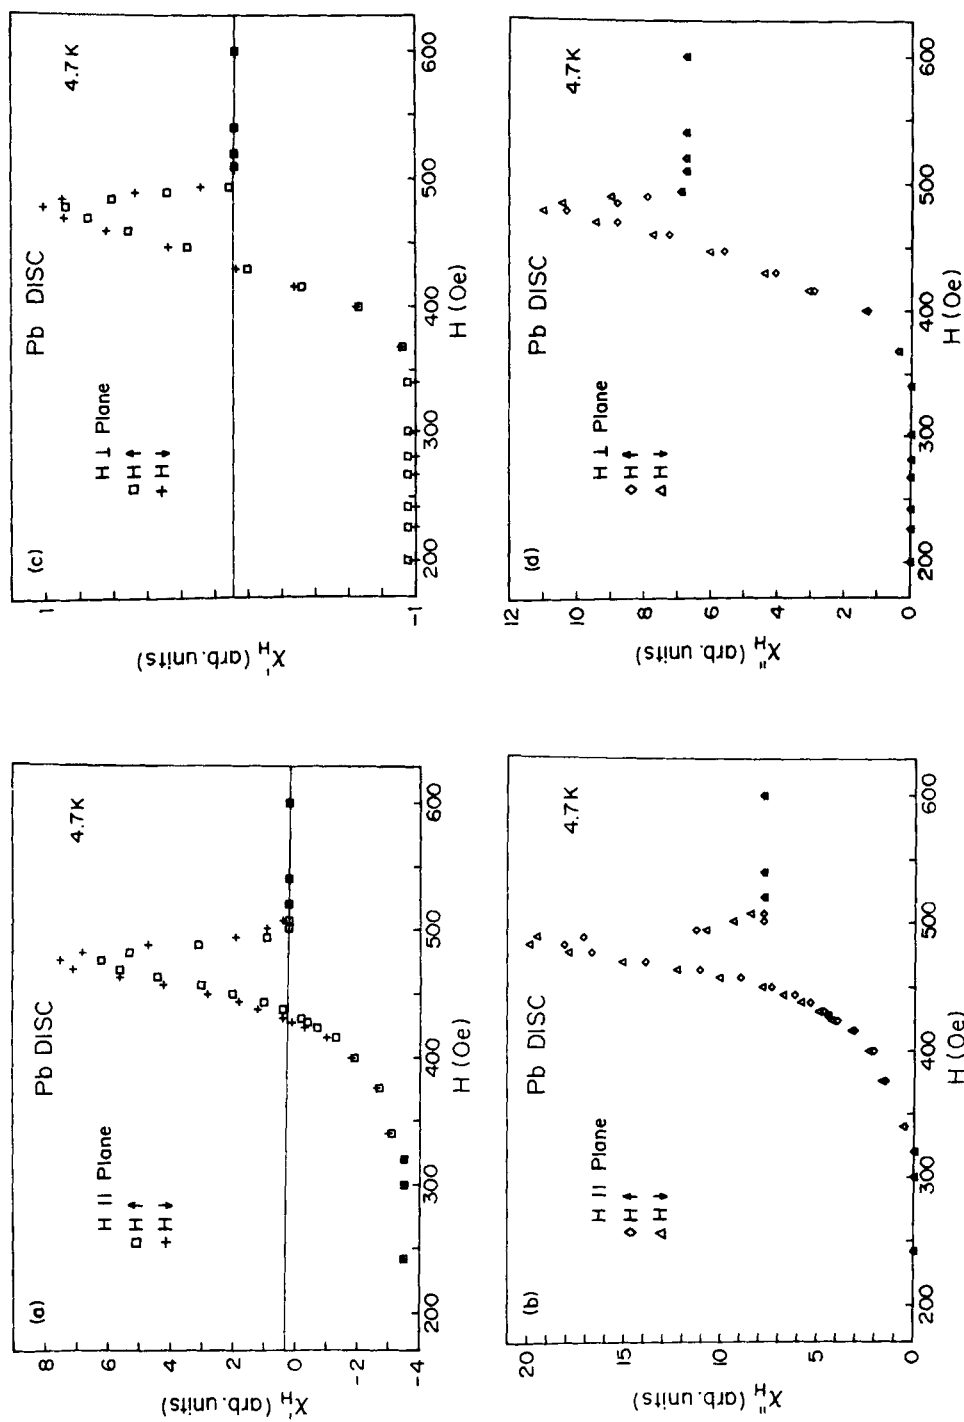 (a)
Pb DISC
4.7K
H || Plane
□ H ↑
+ H ↓
8
6
4
2
0
-2
-4
χ'H (arb. units)
200
300
400
500
600
H (Oe)
(b)
Pb DISC
4.7K
H || Plane
◇ H ↑
△ H ↓
20
15
10
5
0
χ''H (arb. units)
200
300
400
500
600
H (Oe)
(c)
Pb DISC
4.7K
H ⊥ Plane
□ H ↑
+ H ↓
1
-1
χ'H (arb. units)
200
300
400
500
600
H (Oe)
(d)
Pb DISC
4.7K
H ⊥ Plane
◇ H ↑
△ H ↓
12
10
8
6
4
2
0
χ''H (arb. units)
200
300
400
500
600
H (Oe)